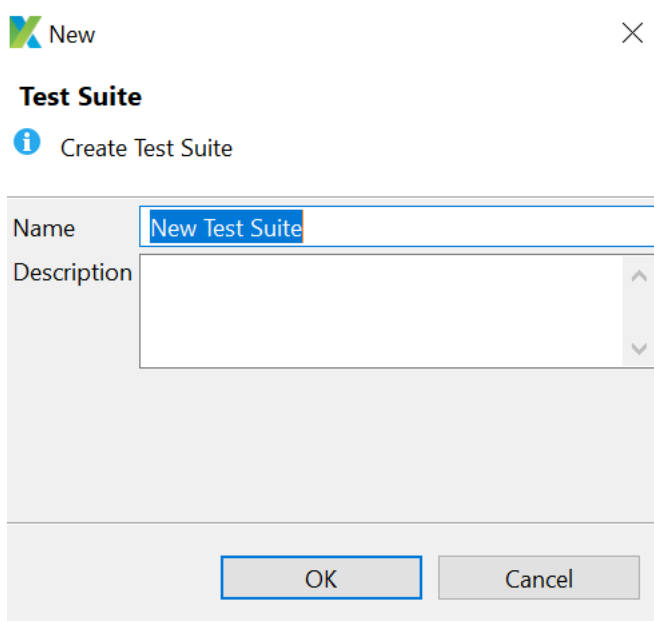 New
Test Suite
Create Test Suite
Name
New Test Suite
Description
OK
Cancel